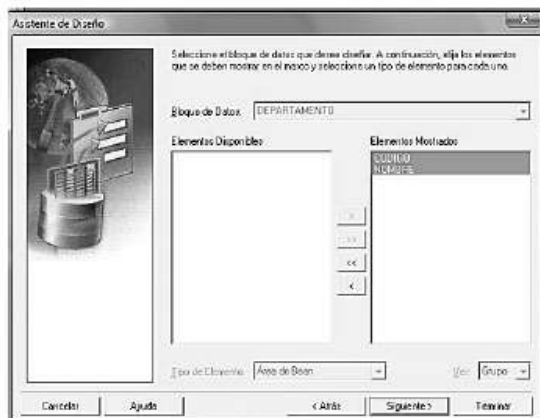 Asistente de Diseño
Seleccione el bloque de datos que desea diseñar. A continuación, elija los elementos
que se deben mostrar en el marco y seleccione un tipo de elemento para cada uno.
Bloque de Datos: DEPARTAMENTO
Elementos Disponibles
Elementos Mostrados
CODIGO
NOMBRE
>
>>
<<
<
Tipo de Elemento: Área de Bean
Ver: Grupo
Cancelar
Ayuda
< Atrás
Siguiente >
Terminar